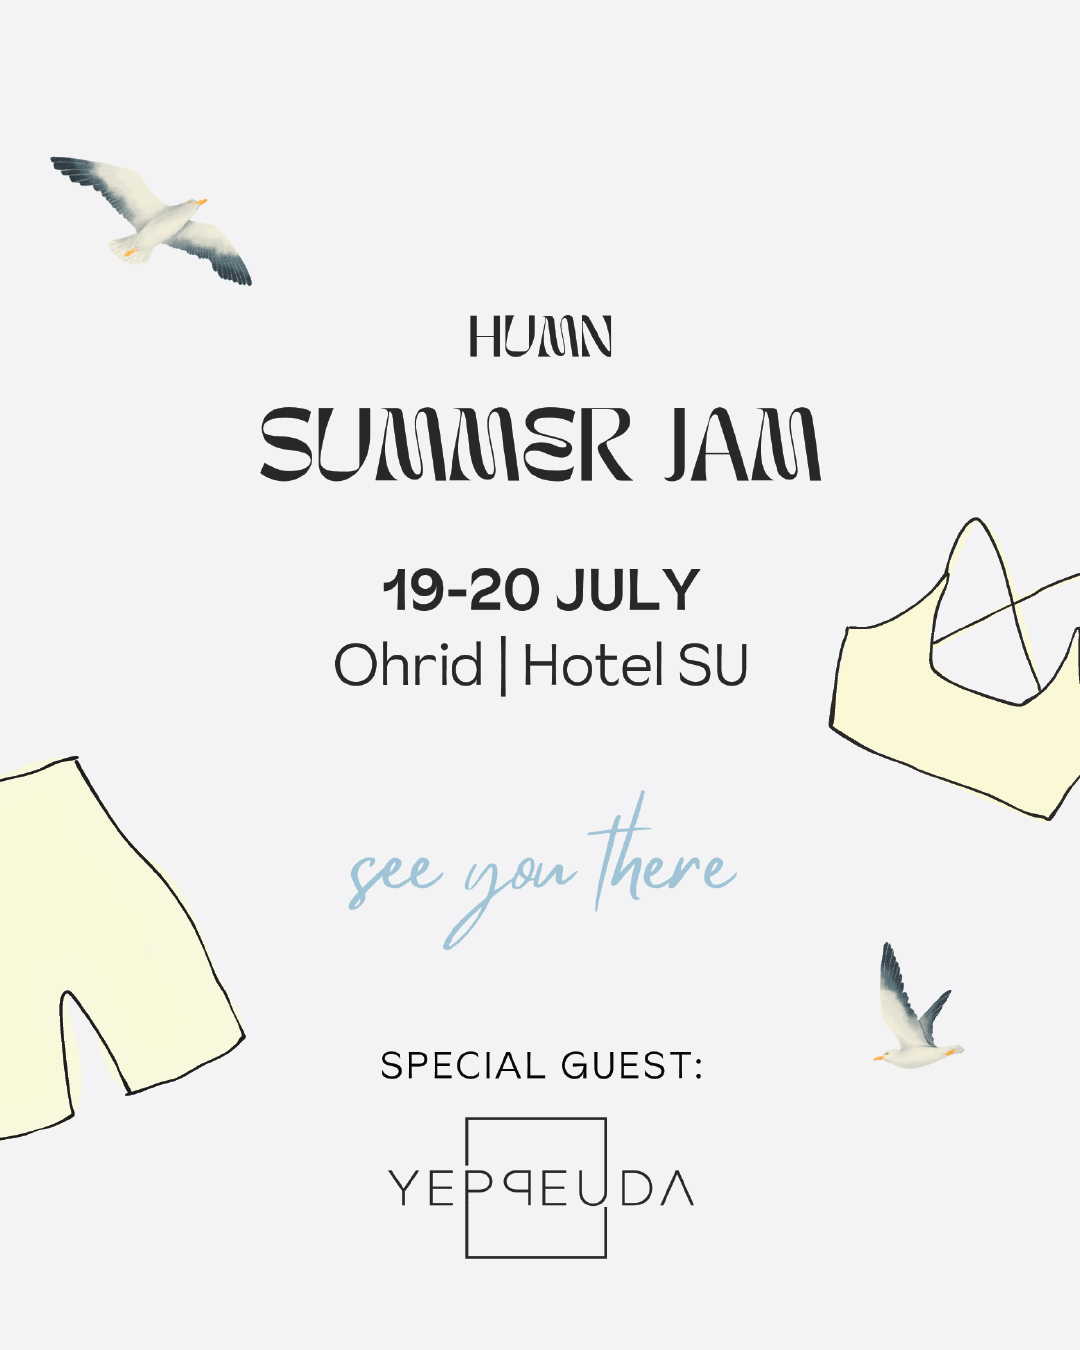 HUMN
SUMMER JAM
19-20 JULY
Ohrid | Hotel SU
see you there
SPECIAL GUEST:
YEPPEUDA